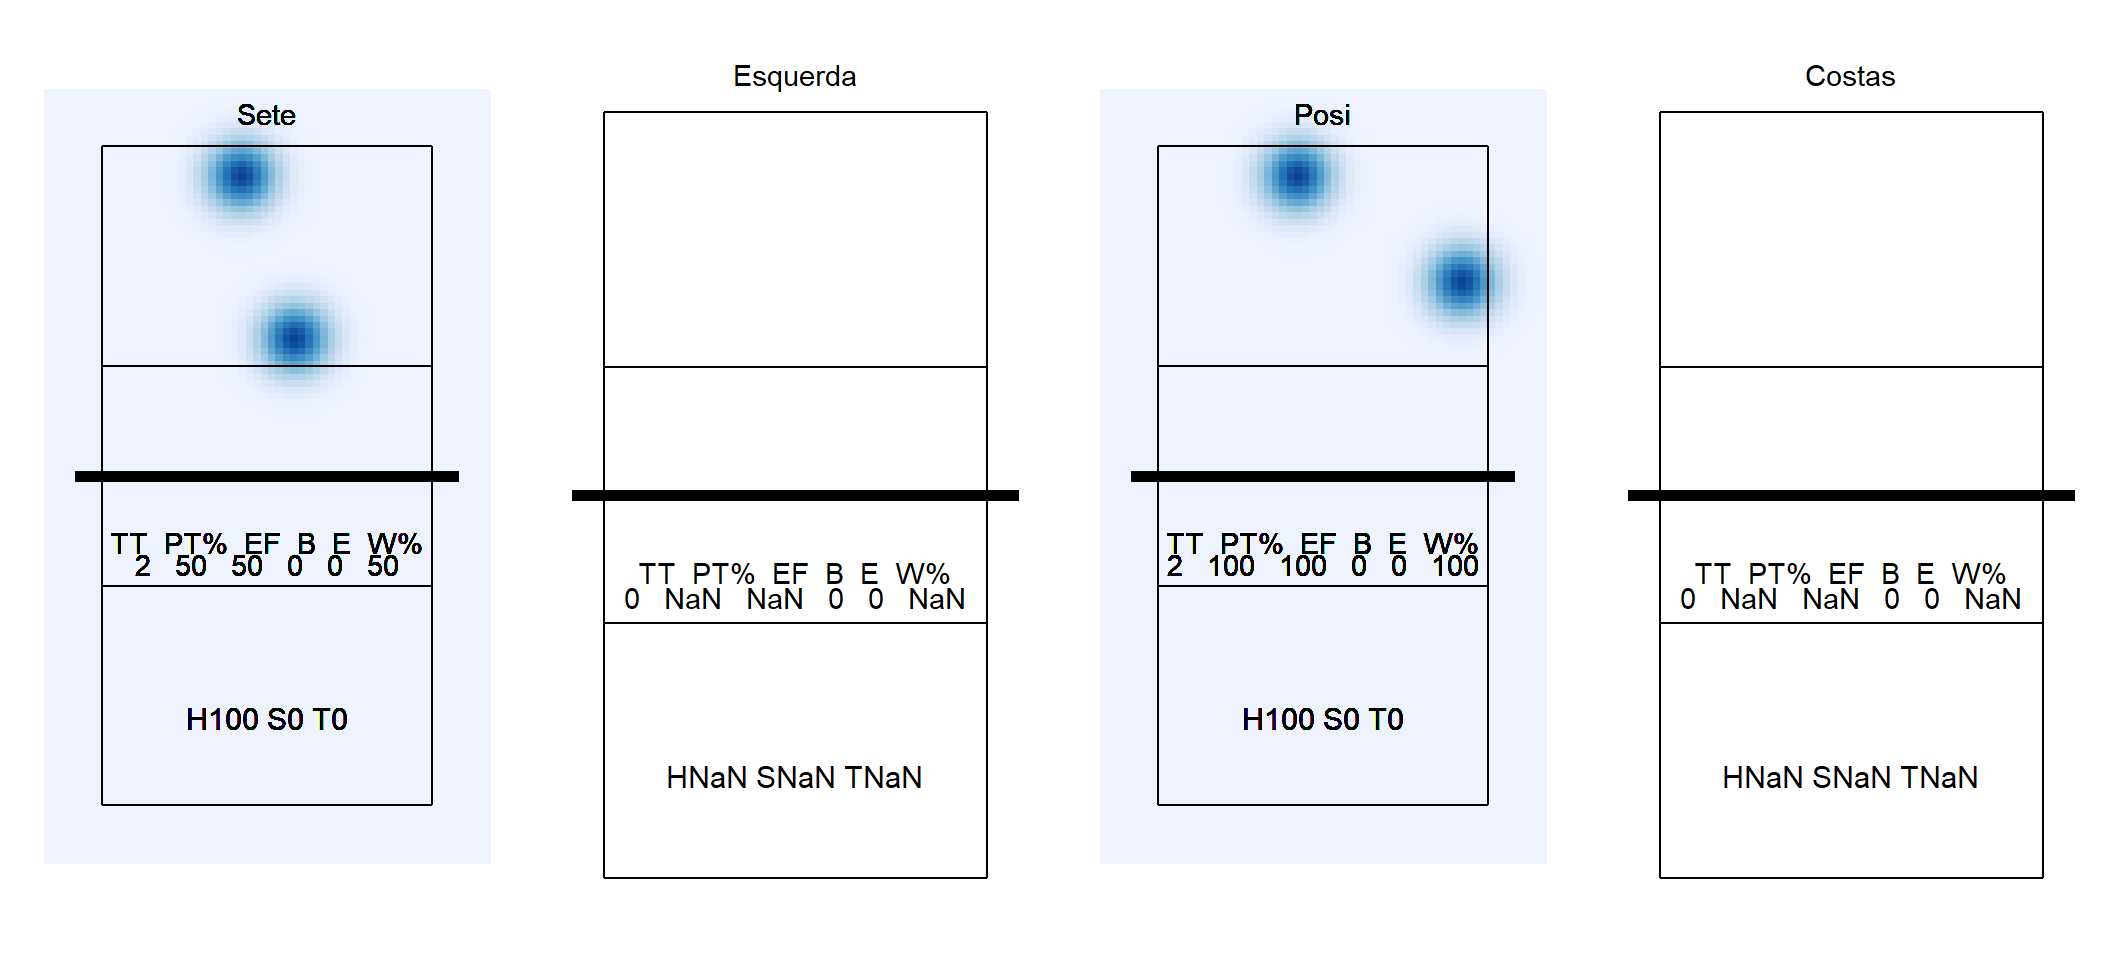 Sete
TT PT% EF B E W%
2 50 50 0 0 50
H100 S0 T0
Esquerda
TT PT% EF B E W%
0 NaN NaN 0 0 NaN
HNaN SNaN TNaN
Posi
TT PT% EF B E W%
2 100 100 0 0 100
H100 S0 T0
Costas
TT PT% EF B E W%
0 NaN NaN 0 0 NaN
HNaN SNaN TNaN